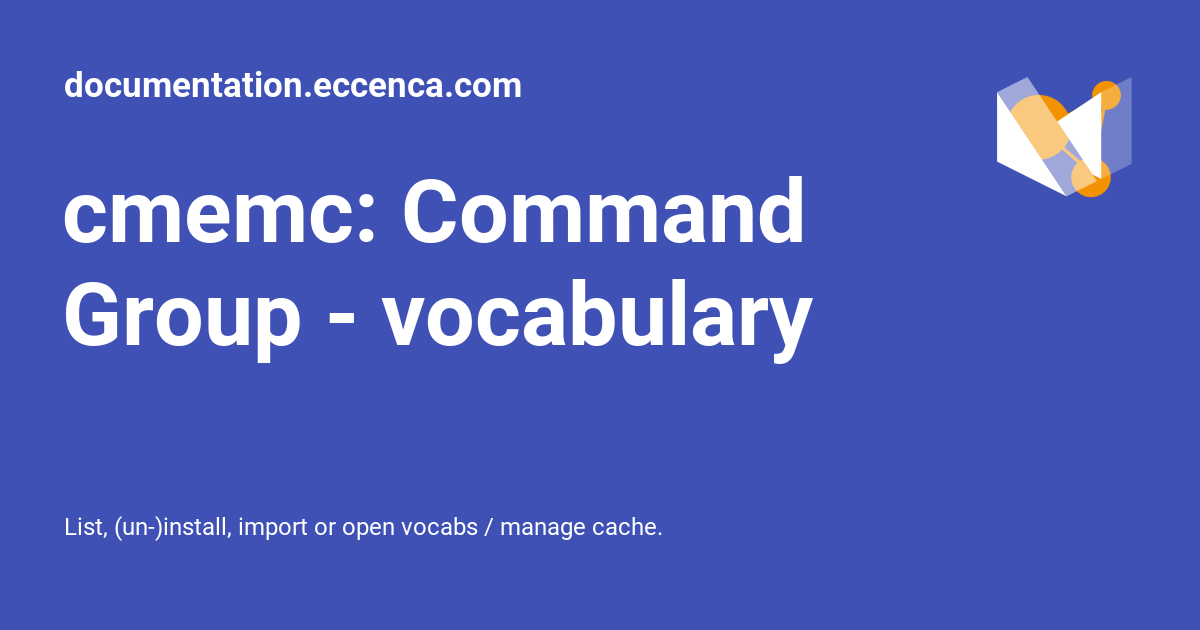 documentation.eccenca.com
cmemc: Command
Group - vocabulary
List, (un-)install, import or open vocabs / manage cache.